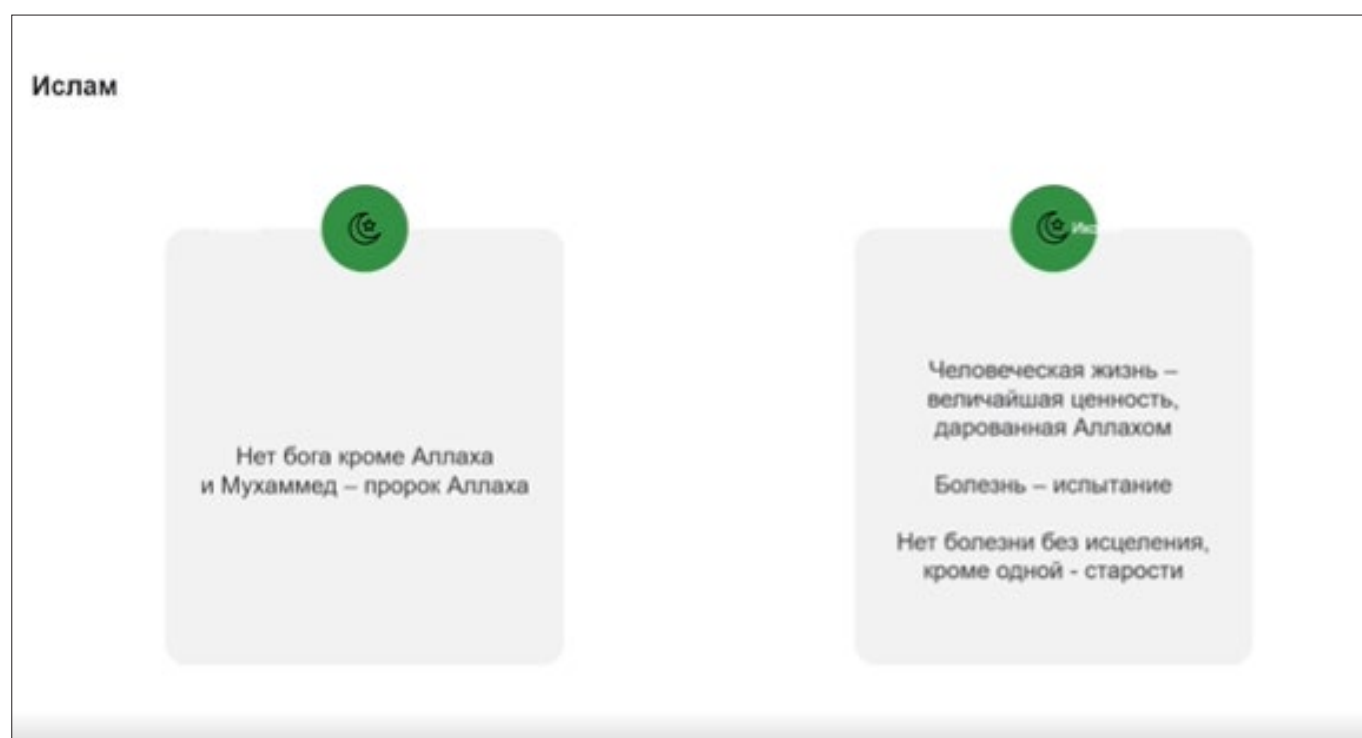 Ислам
Нет бога кроме Аллаха
и Мухаммед – пророк Аллаха
Человеческая жизнь –
величайшая ценность,
дарованная Аллахом
Болезнь – испытание
Нет болезни без исцеления,
кроме одной - старости